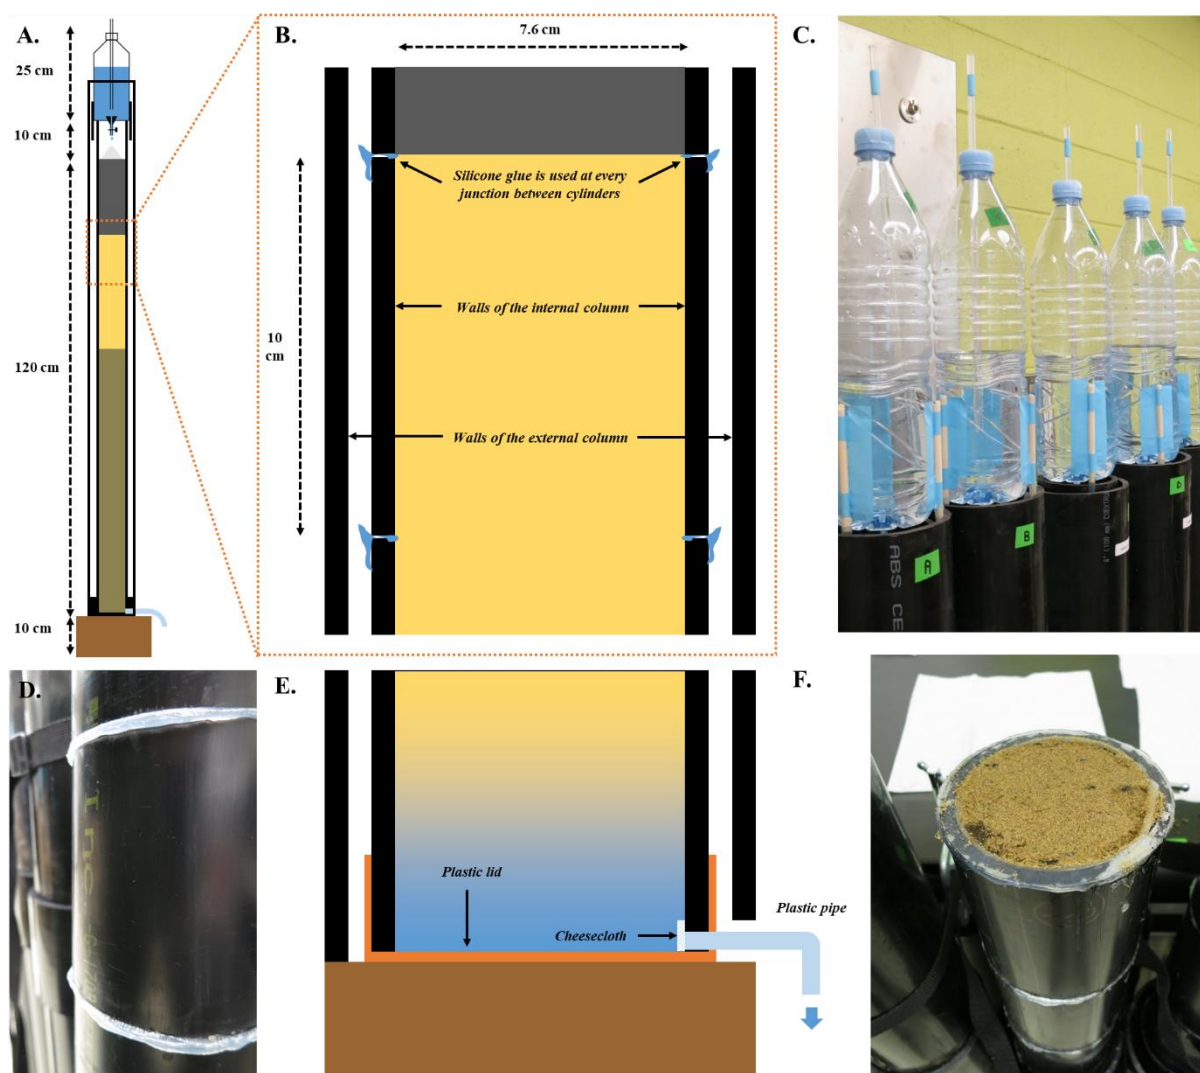 A.
25 cm
10 cm
120 cm
10 cm
B.
7.6 cm
Silicone glue is used at every
junction between cylinders
Walls of the internal column
10
cm
Walls of the external column
C.
A
B
D
ABS CE
D.
E.
Plastic lid
Cheesecloth
Plastic pipe
F.